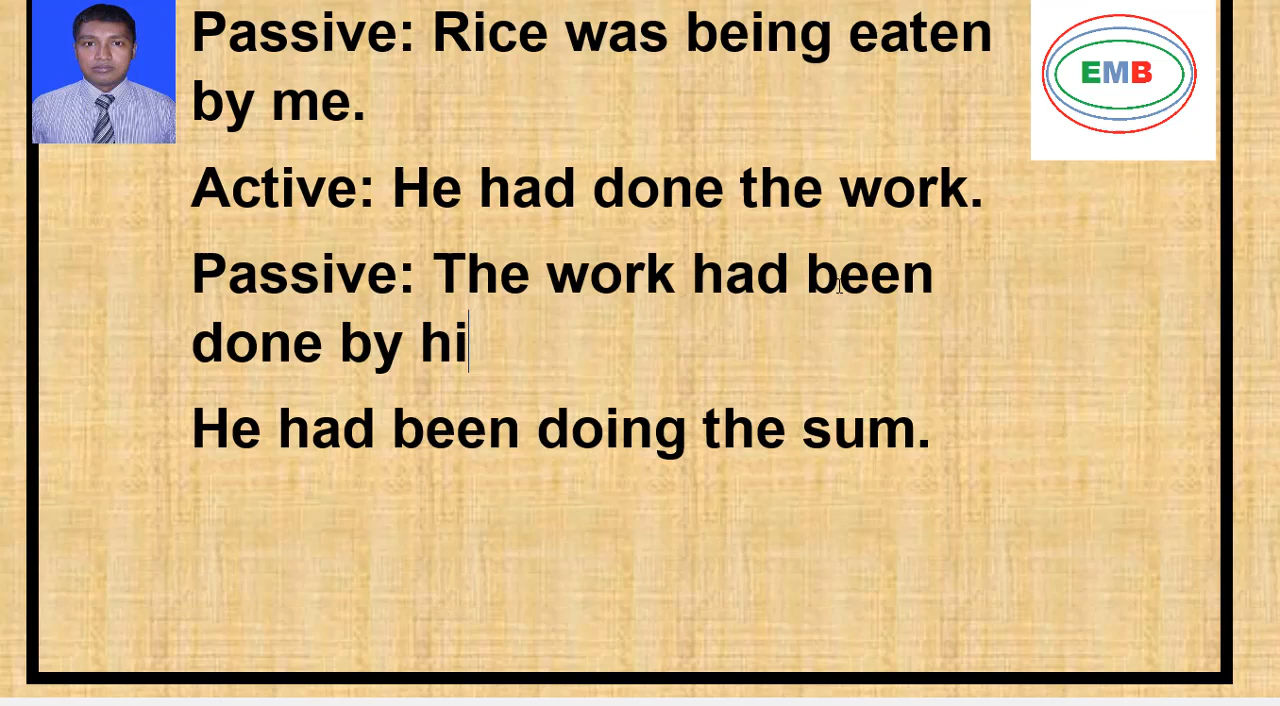 Passive: Rice was being eaten
by me.
EMB
Active: He had done the work.
Passive: The work had been
done by hi
He had been doing the sum.